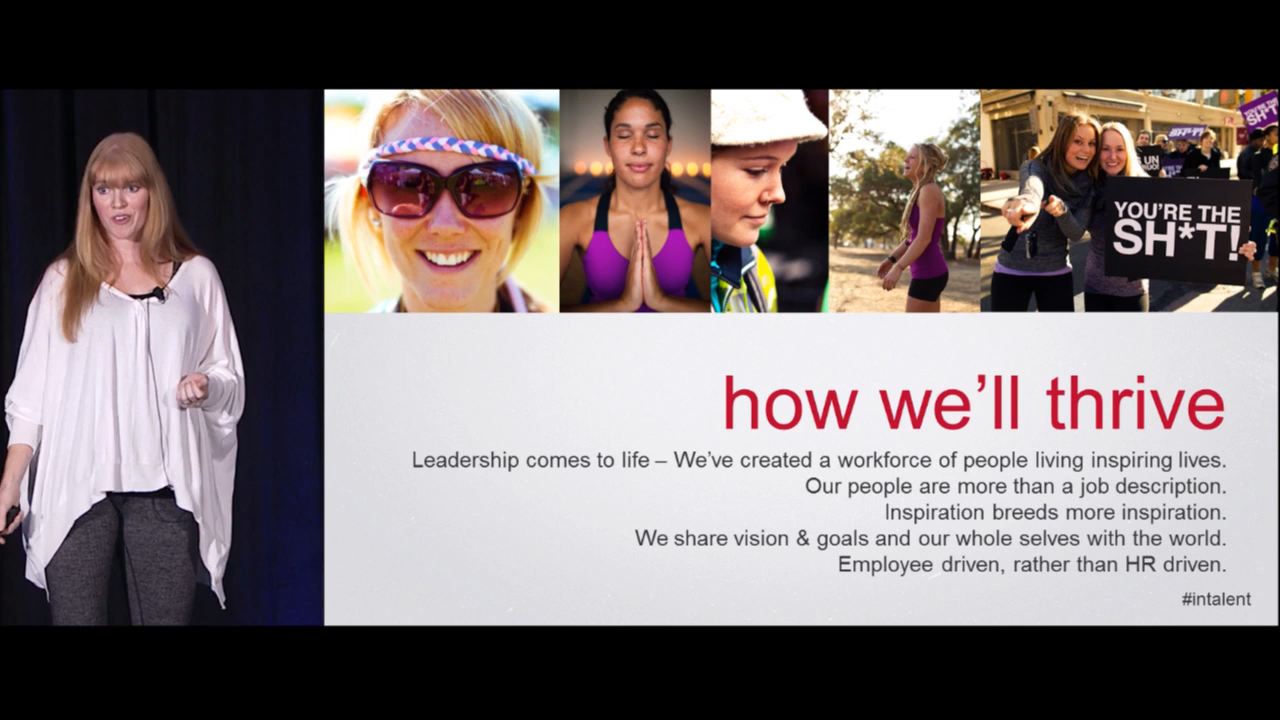 YOU'RE THE
SH*T!
how we'll thrive
Leadership comes to life – We've created a workforce of people living inspiring lives.
Our people are more than a job description.
Inspiration breeds more inspiration.
We share vision & goals and our whole selves with the world.
Employee driven, rather than HR driven.
#intalent